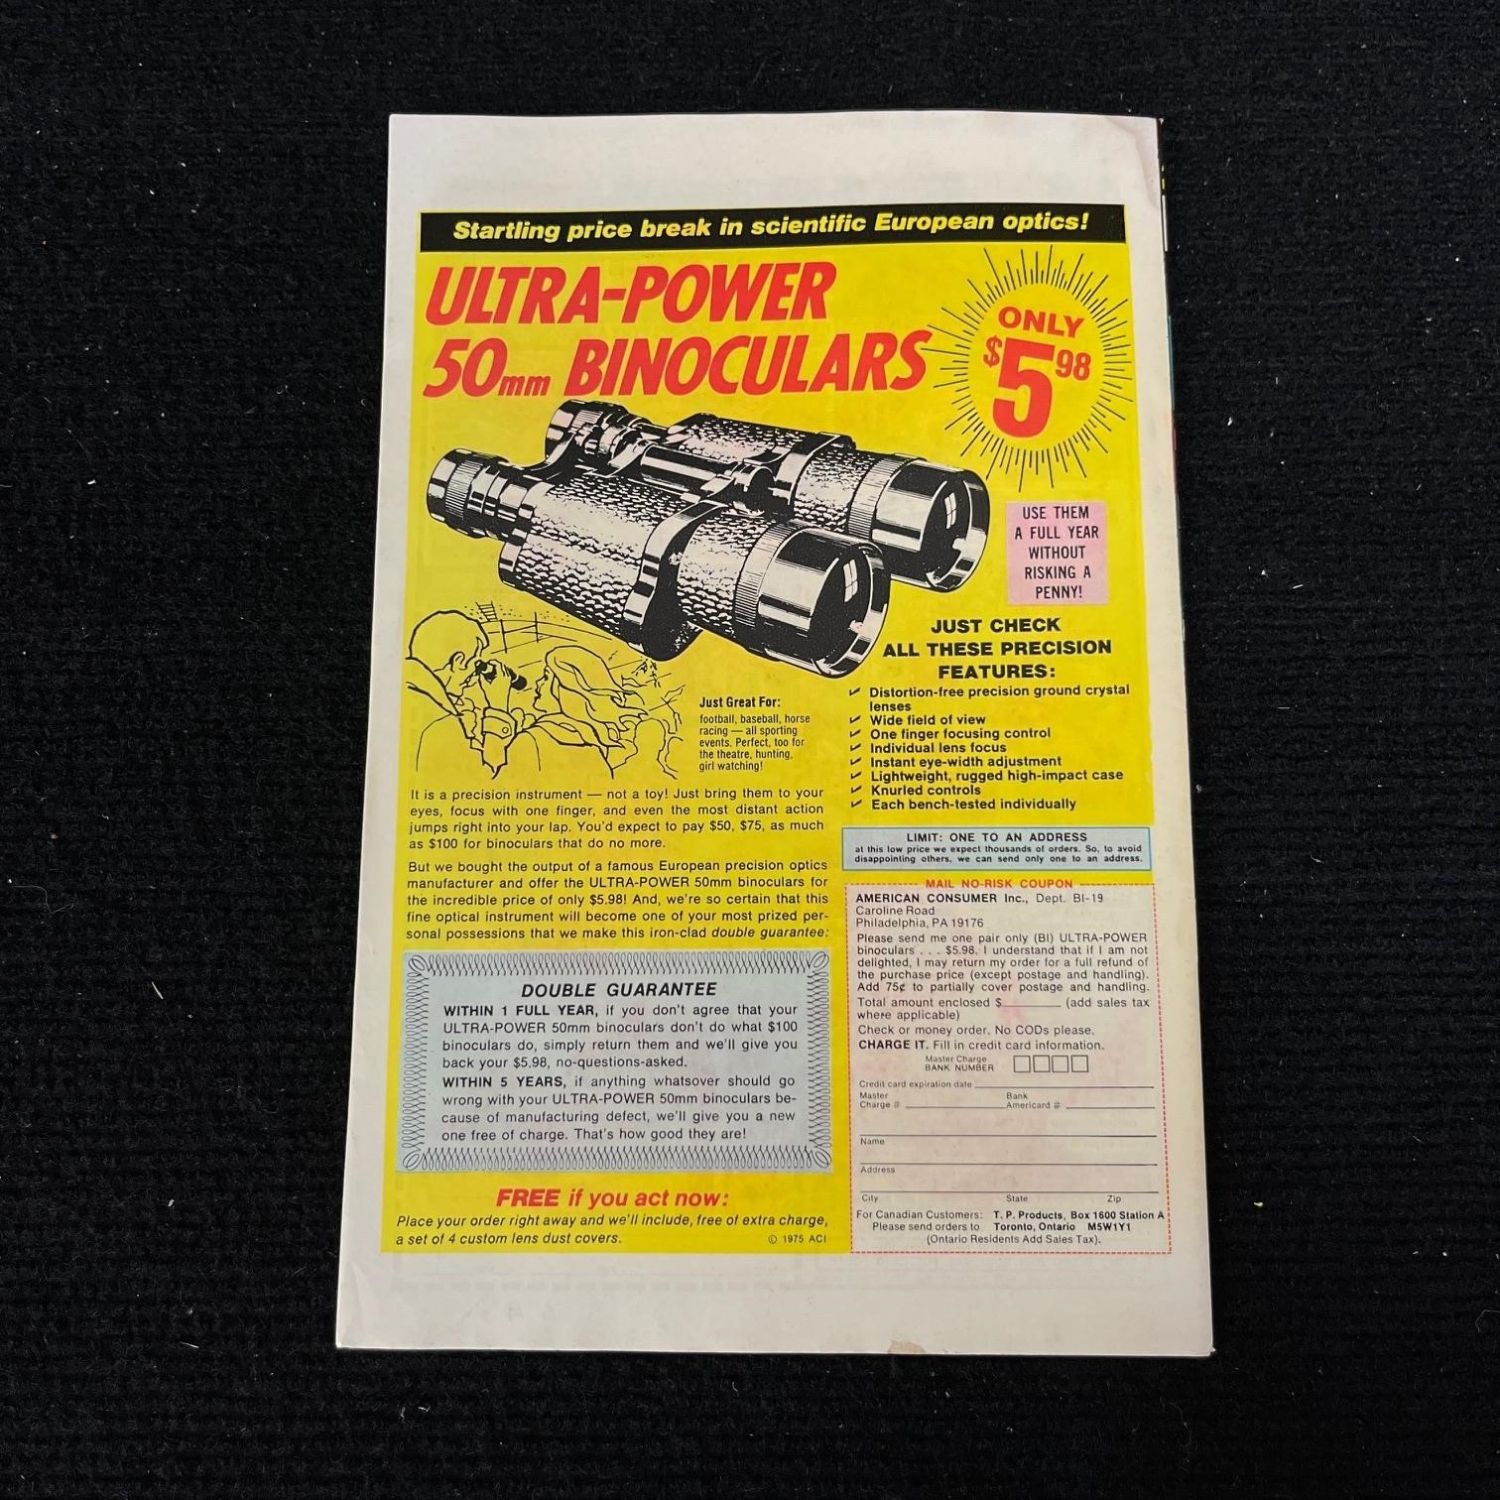 Startling price break in scientific European optics!
ULTRA-POWER
50mm BINOCULARS
ONLY
$5 98
USE THEM
A FULL YEAR
WITHOUT
RISKING A
PENNY!
JUST CHECK
ALL THESE PRECISION
FEATURES:
✓ Distortion-free precision ground crystal
lenses
✓ Wide field of view
✓ One finger focusing control
✓ Individual lens focus
✓ Instant eye-width adjustment
✓ Lightweight, rugged high-impact case
✓ Knurled controls
✓ Each bench-tested individually
Just Great For:
football, baseball, horse
racing — all sporting
events. Perfect, too for
the theatre, hunting,
girl watching!
It is a precision instrument — not a toy! Just bring them to your
eyes, focus with one finger, and even the most distant action
jumps right into your lap. You'd expect to pay $50, $75, as much
as $100 for binoculars that do no more.
But we bought the output of a famous European precision optics
manufacturer and offer the ULTRA-POWER 50mm binoculars for
the incredible price of only $5.98! And, we're so certain that this
fine optical instrument will become one of your most prized per-
sonal possessions that we make this iron-clad double guarantee:
DOUBLE GUARANTEE
WITHIN 1 FULL YEAR, if you don't agree that your
ULTRA-POWER 50mm binoculars don't do what $100
binoculars do, simply return them and we'll give you
back your $5.98, no-questions-asked.
WITHIN 5 YEARS, if anything whatsover should go
wrong with your ULTRA-POWER 50mm binoculars be-
cause of manufacturing defect, we'll give you a new
one free of charge. That's how good they are!
FREE if you act now:
Place your order right away and we'll include, free of extra charge,
a set of 4 custom lens dust covers.
© 1975 ACI
LIMIT: ONE TO AN ADDRESS
at this low price we expect thousands of orders. So, to avoid
disappointing others, we can send only one to an address.
MAIL NO-RISK COUPON
AMERICAN CONSUMER Inc., Dept. BI-19
Caroline Road
Philadelphia, PA 19176
Please send me one pair only (BI) ULTRA-POWER
binoculars . . . $5.98. I understand that if I am not
delighted, I may return my order for a full refund of
the purchase price (except postage and handling).
Add 75¢ to partially cover postage and handling.
Total amount enclosed $________ (add sales tax
where applicable)
Check or money order. No CODs please.
CHARGE IT. Fill in credit card information.
Master Charge
BANK NUMBER
Credit card expiration date
Master Bank
Charge # Americard #
Name
Address
City State Zip
For Canadian Customers: T. P. Products, Box 1600 Station A
Please send orders to Toronto, Ontario M5W1Y1
(Ontario Residents Add Sales Tax).